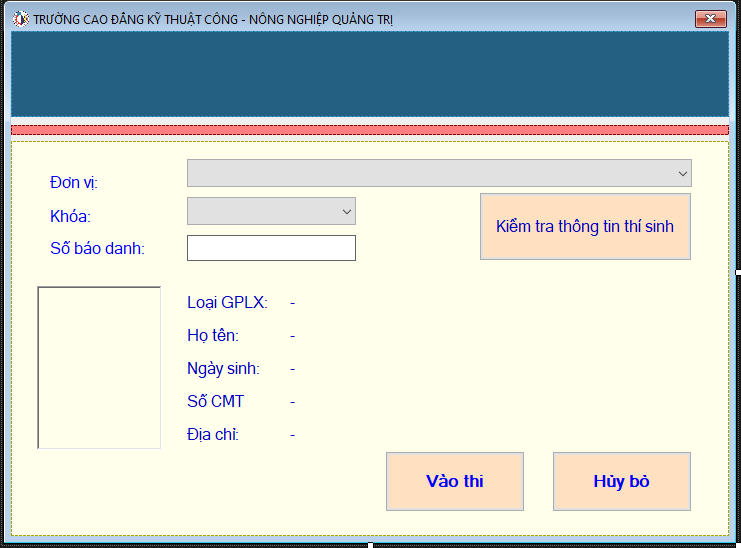 TRƯỜNG CAO ĐẲNG KỸ THUẬT CÔNG - NÔNG NGHIỆP QUẢNG TRỊ
Đơn vị:
Khóa:
Kiểm tra thông tin thí sinh
Số báo danh:
Loại GPLX: -
Họ tên: -
Ngày sinh: -
Số CMT -
Địa chỉ: -
Vào thi
Hủy bỏ